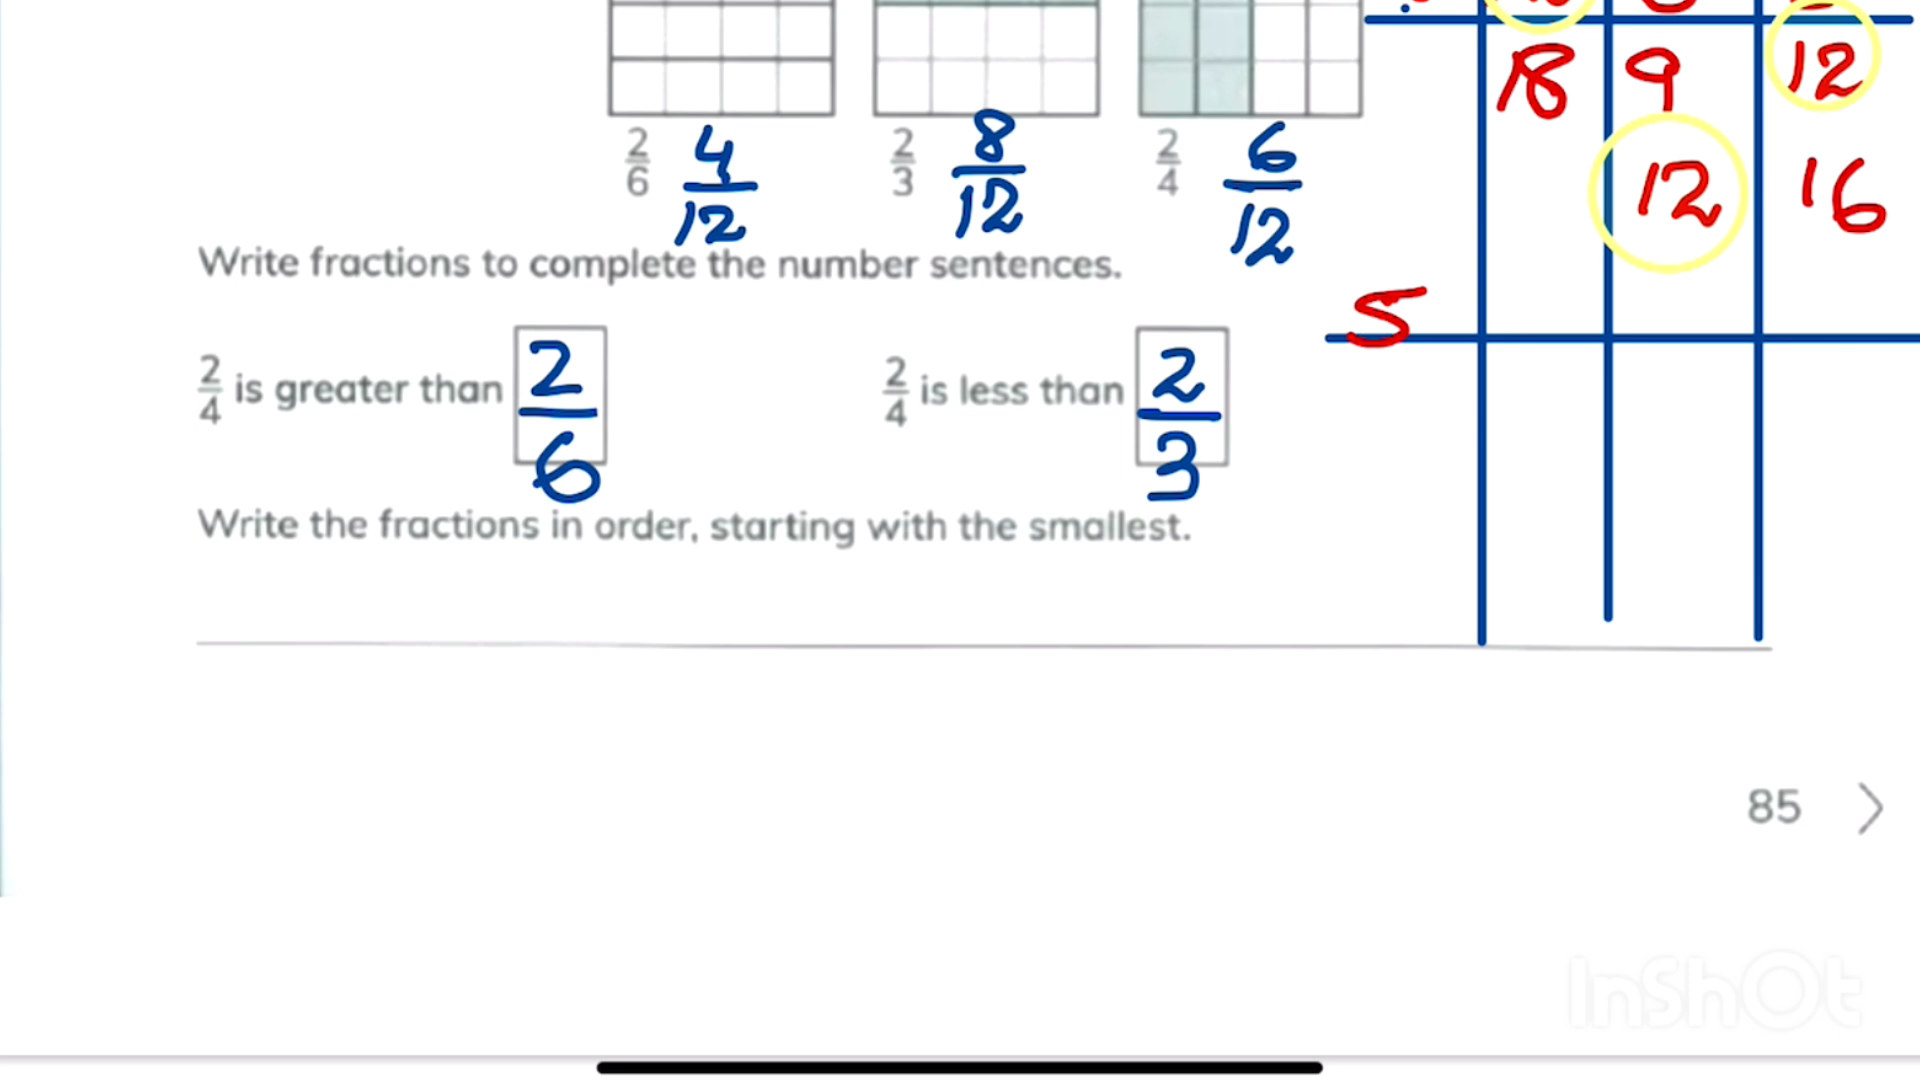 18 9 12
2/6 4/12 2/3 8/12 2/4 6/12
12 16
Write fractions to complete the number sentences.
5
2/4 is greater than 2/6
2/4 is less than 2/3
Write the fractions in order, starting with the smallest.
85
InShOt